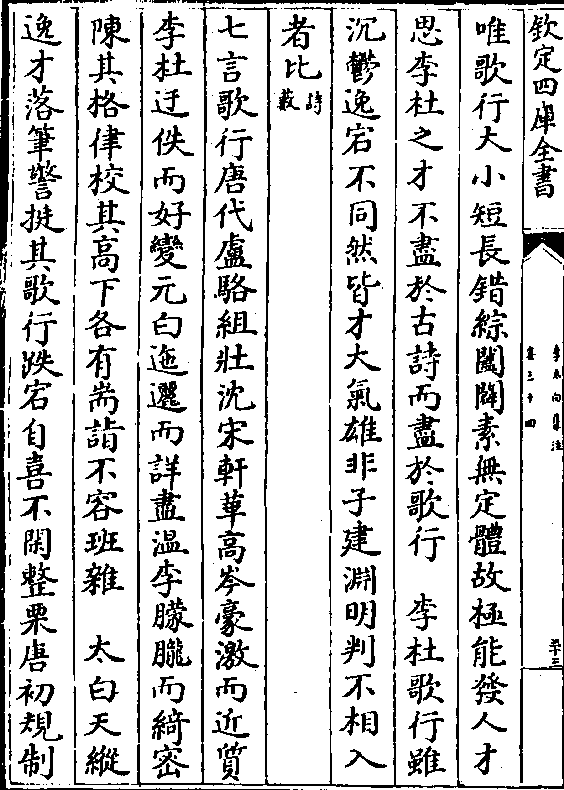 欽定四庫全書
李太白集注
卷三十四
唯歌行大小短長錯綜闔闢素無定體故極能發人才
思李杜之才不盡於古詩而盡於歌行　李杜歌行雖
沉鬱逸宕不同然皆才大氣雄非子建淵明判不相入
者比詩藪
七言歌行唐代盧駱組壯沈宋軒華高岑豪激而近質
李杜迂佚而好變元白迤邐而詳盡溫李朦朧而綺密
陳其格律校其高下各有耑詣不容班雜　太白天縱
逸才落筆警挺其歌行跌宕自喜不閑整栗唐初規制